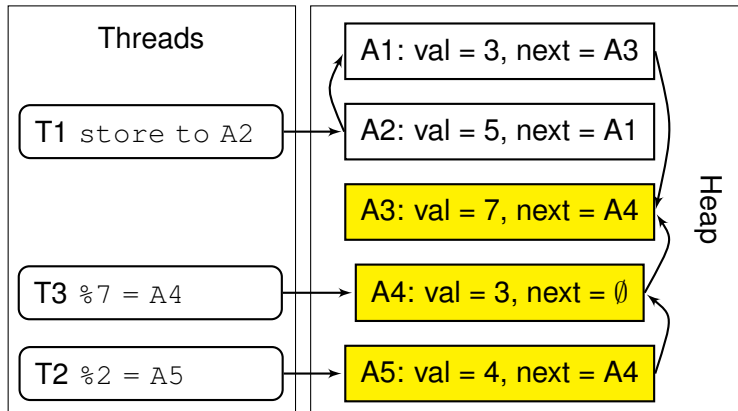 Threads
T1 store to A2
T3 %7 = A4
T2 %2 = A5
A1: val = 3, next = A3
A2: val = 5, next = A1
A3: val = 7, next = A4
A4: val = 3, next = ∅
A5: val = 4, next = A4
Heap